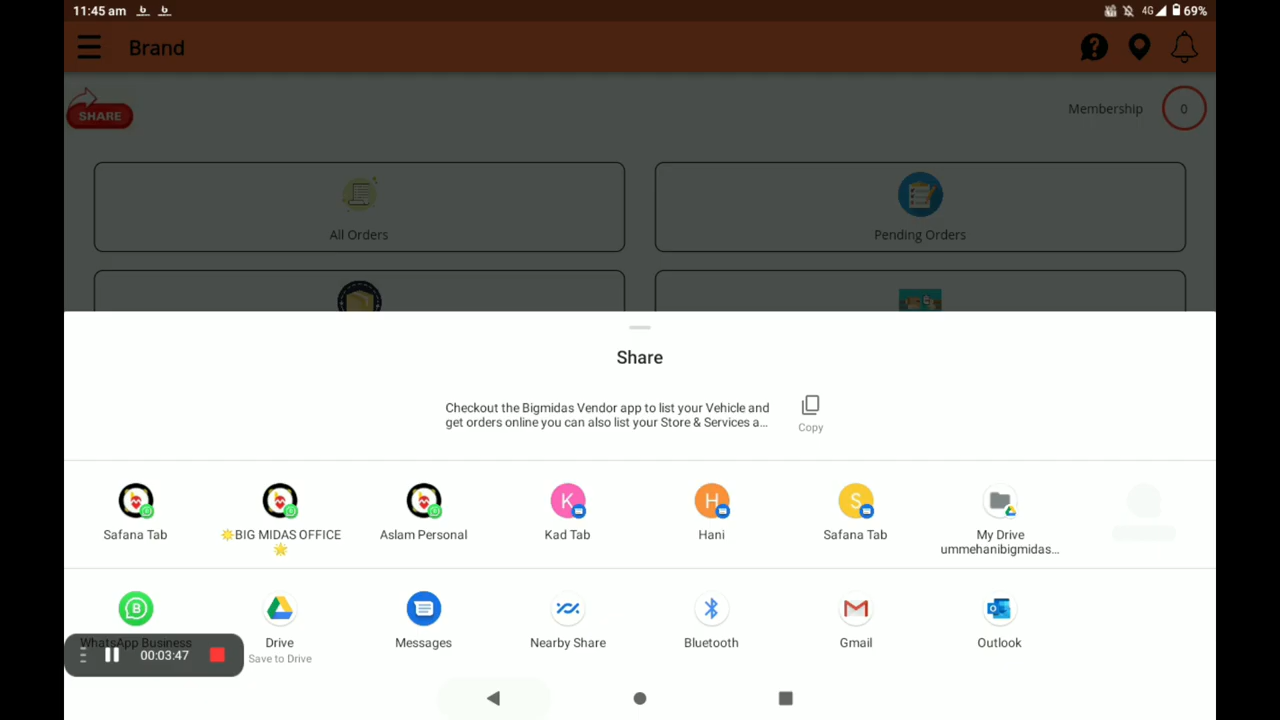 11:45 am
4G 69%
Brand
SHARE
Membership
0
All Orders
Pending Orders
Share
Checkout the Bigmidas Vendor app to list your Vehicle and
get orders online you can also list your Store & Services a...
Copy
Safana Tab
🌟BIG MIDAS OFFICE
🌟
Aslam Personal
K
Kad Tab
H
Hani
S
Safana Tab
My Drive
ummehanibigmidas...
WhatsApp Business
Drive
Save to Drive
Messages
Nearby Share
Bluetooth
Gmail
Outlook
00:03:47